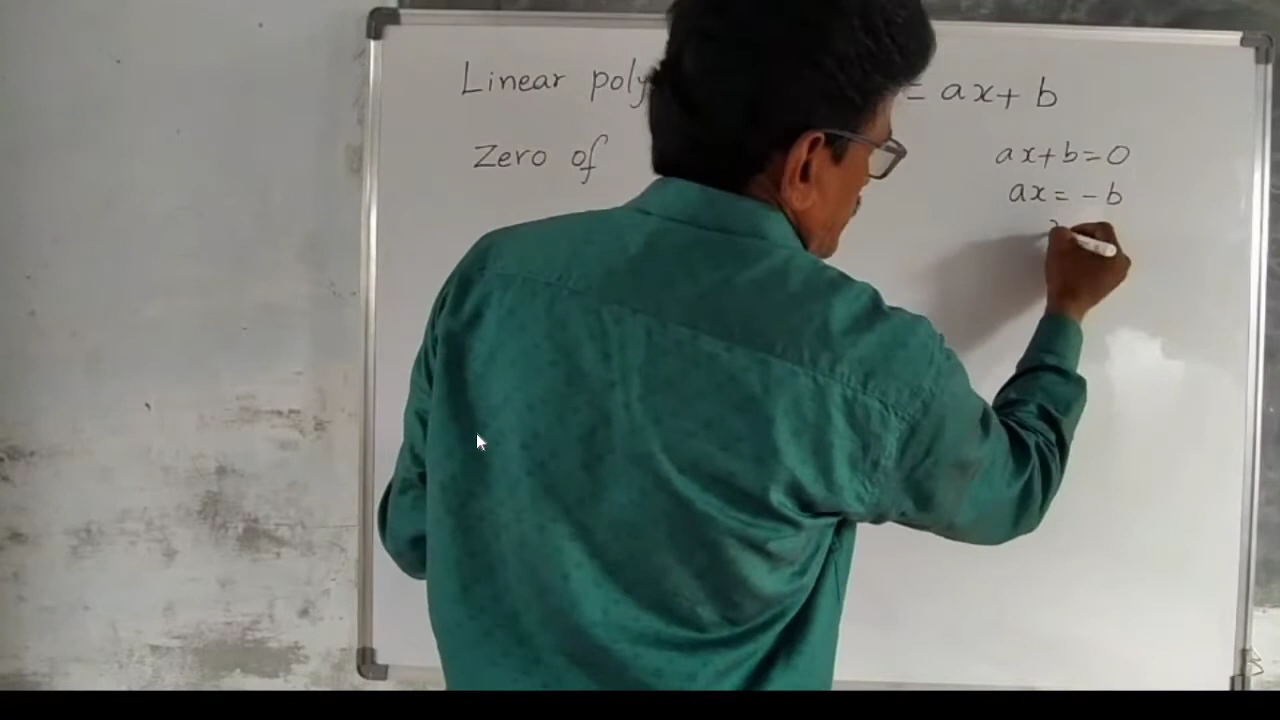 Linear poly = ax + b
Zero of
ax + b = 0
ax = - b